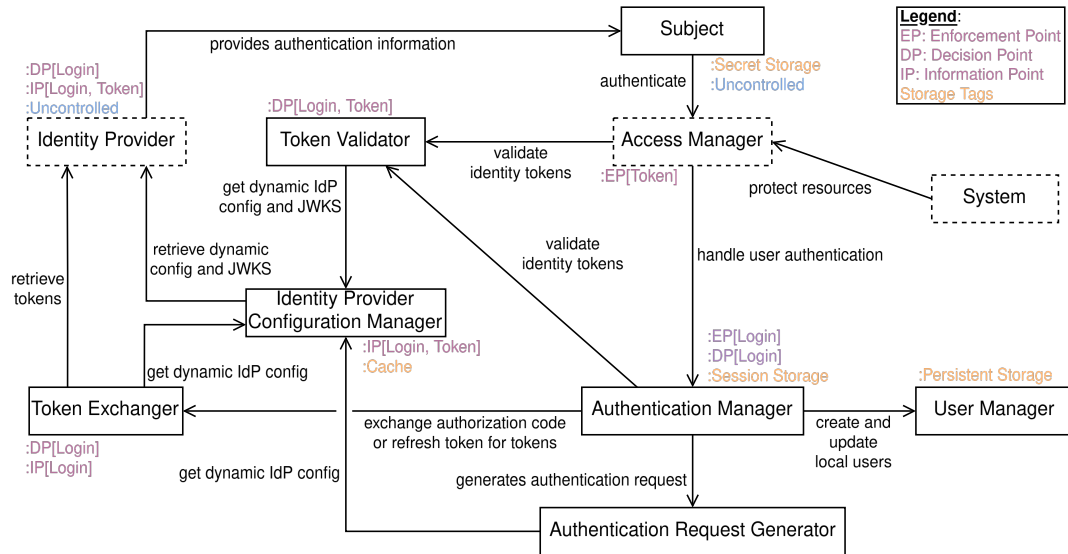 Subject
provides authentication information
Legend:
EP: Enforcement Point
DP: Decision Point
IP: Information Point
Storage Tags
:DP[Login]
:IP[Login, Token]
:Uncontrolled
:Secret Storage
:Uncontrolled
authenticate
:DP[Login, Token]
Identity Provider
Token Validator
Access Manager
validate
identity tokens
:EP[Token]
protect resources
System
get dynamic IdP
config and JWKS
retrieve dynamic
config and JWKS
validate
identity tokens
handle user authentication
retrieve
tokens
Identity Provider
Configuration Manager
:IP[Login, Token]
:Cache
:EP[Login]
:DP[Login]
:Session Storage
:Persistent Storage
get dynamic IdP config
Token Exchanger
Authentication Manager
User Manager
exchange authorization code
or refresh token for tokens
create and
update
local users
:DP[Login]
:IP[Login]
get dynamic IdP config
generates authentication request
Authentication Request Generator